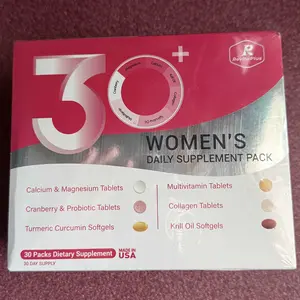 30+
WOMEN'S
DAILY SUPPLEMENT PACK
Calcium & Magnesium Tablets
Multivitamin Tablets
Cranberry & Probiotic Tablets
Collagen Tablets
Turmeric Curcumin Softgels
Krill Oil Softgels
30 Packs Dietary Supplement
30 DAY SUPPLY
MADE IN
USA